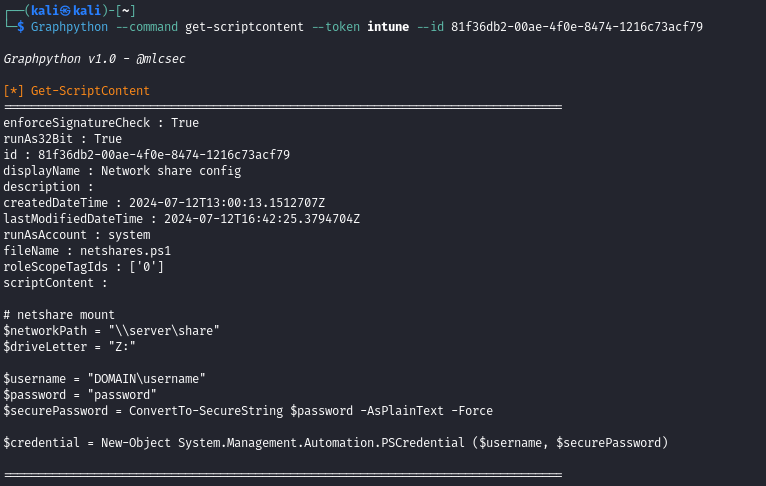 ┌──(kali㉿kali)-[~]
└─$ Graphpython --command get-scriptcontent --token intune --id 81f36db2-00ae-4f0e-8474-1216c73acf79
Graphpython v1.0 - @mlcsec
[*] Get-ScriptContent
================================================================================
enforceSignatureCheck : True
runAs32Bit : True
id : 81f36db2-00ae-4f0e-8474-1216c73acf79
displayName : Network share config
description :
createdDateTime : 2024-07-12T13:00:13.1512707Z
lastModifiedDateTime : 2024-07-12T16:42:25.3794704Z
runAsAccount : system
fileName : netshares.ps1
roleScopeTagIds : ['0']
scriptContent :
# netshare mount
$networkPath = "\\server\share"
$driveLetter = "Z:"
$username = "DOMAIN\username"
$password = "password"
$securePassword = ConvertTo-SecureString $password -AsPlainText -Force
$credential = New-Object System.Management.Automation.PSCredential ($username, $securePassword)
================================================================================